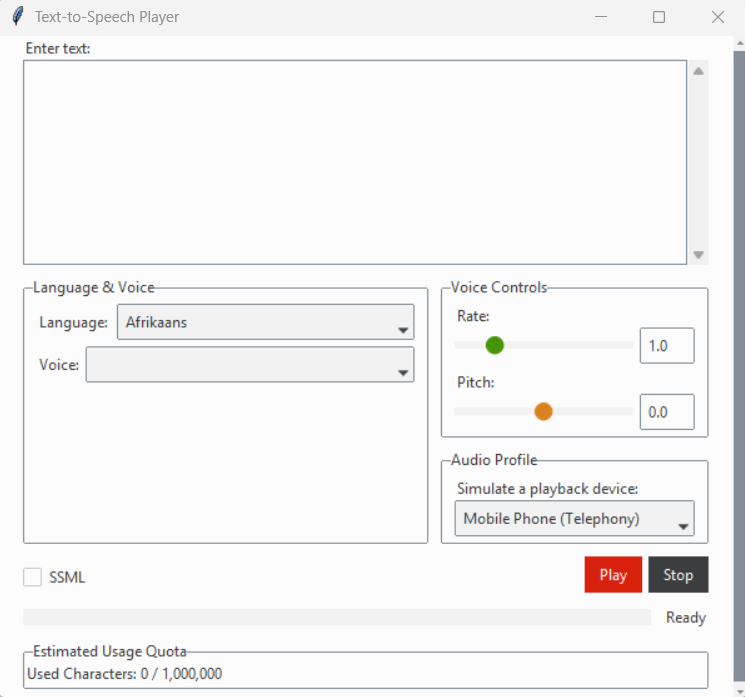 Text-to-Speech Player
Enter text:
Language & Voice
Language: Afrikaans
Voice:
Voice Controls
Rate:
1.0
Pitch:
0.0
Audio Profile
Simulate a playback device:
Mobile Phone (Telephony)
SSML
Play Stop
Ready
Estimated Usage Quota
Used Characters: 0 / 1,000,000